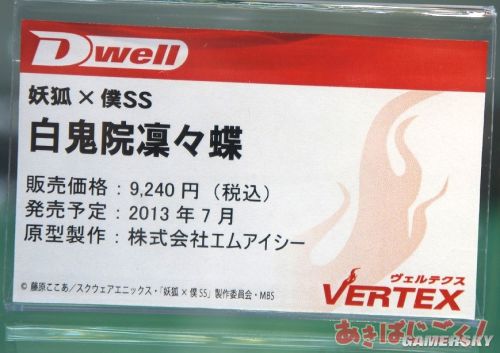 Dwell
妖狐×僕SS
白鬼院凜々蝶
販売価格：9,240円（税込）
発売予定：2013年7月
原型製作：株式会社エムアイシー
© 藤原ここあ／スクウェアエニックス・「妖狐×僕SS」製作委員会・MBS
ヴェルテクス
VERTEX
あきばにごく！
GAMERSKY